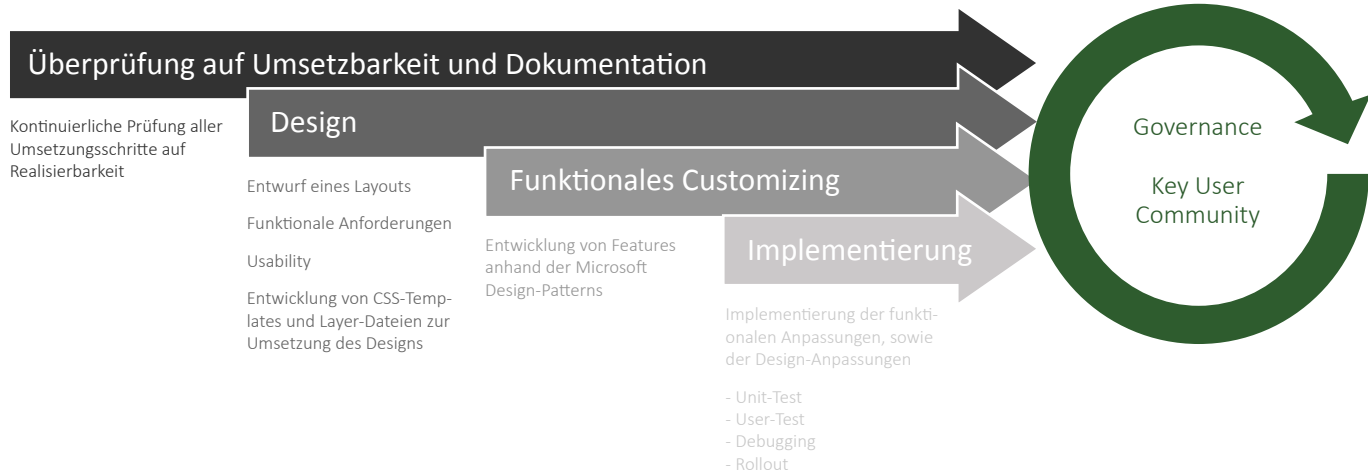 Überprüfung auf Umsetzbarkeit und Dokumentation
Kontinuierliche Prüfung aller
Umsetzungsschritte auf
Realisierbarkeit
Design
Entwurf eines Layouts
Funktionale Anforderungen
Usability
Entwicklung von CSS-Temp-
lates und Layer-Dateien zur
Umsetzung des Designs
Funktionales Customizing
Entwicklung von Features
anhand der Microsoft
Design-Patterns
Implementierung
Implementierung der funkti-
onalen Anpassungen, sowie
der Design-Anpassungen
- Unit-Test
- User-Test
- Debugging
- Rollout
Governance
Key User
Community